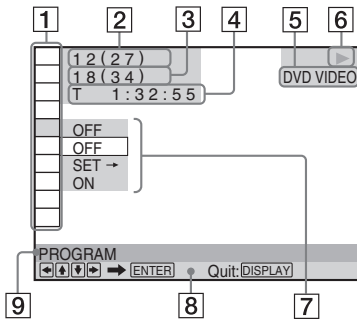 1 2 3 4 5 6
12(27)
18(34)
T 1:32:55
DVD VIDEO
OFF
OFF
SET →
ON
PROGRAM
← ↑ ↓ → ➡ ENTER Quit: DISPLAY
9 8 7